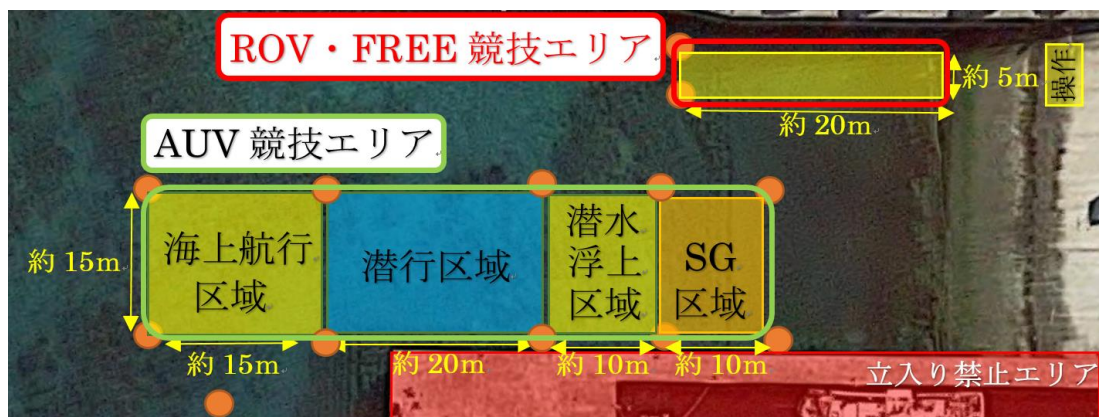 ROV・FREE 競技エリア
約 5m
操作
約 20m
AUV 競技エリア
約 15m
海上航行
区域
潜行区域
潜水
浮上
区域
SG
区域
約 15m
約 20m
約 10m
約 10m
立入り禁止エリア